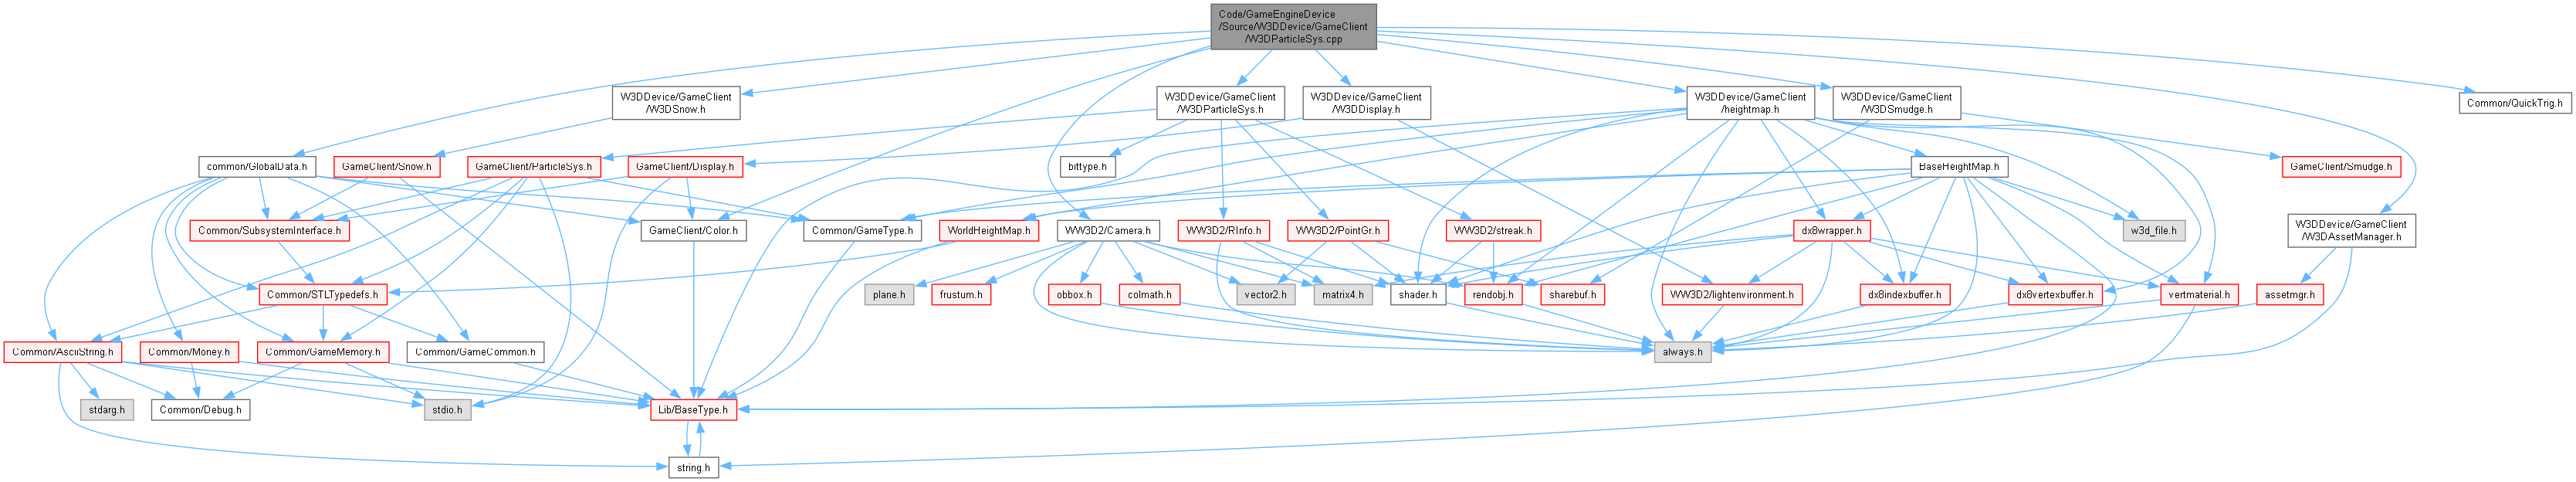 Code/GameEngineDevice
/Source/W3DDevice/GameClient
/W3DParticleSys.cpp
W3DDevice/GameClient
/W3DSnow.h
W3DDevice/GameClient
/W3DParticleSys.h
W3DDevice/GameClient
/W3DDisplay.h
W3DDevice/GameClient
/heightmap.h
W3DDevice/GameClient
/W3DSmudge.h
Common/QuickTrig.h
common/GlobalData.h
GameClient/Snow.h
GameClient/ParticleSys.h
GameClient/Display.h
bittype.h
BaseHeightMap.h
GameClient/Smudge.h
Common/SubsystemInterface.h
GameClient/Color.h
Common/GameType.h
WorldHeightMap.h
WW3D2/Camera.h
WW3D2/RInfo.h
WW3D2/PointGr.h
WW3D2/streak.h
dx8wrapper.h
w3d_file.h
W3DDevice/GameClient
/W3DAssetManager.h
Common/STLTypedefs.h
plane.h
frustum.h
obbox.h
colmath.h
vector2.h
matrix4.h
shader.h
rendobj.h
sharebuf.h
WW3D2/lightenvironment.h
dx8indexbuffer.h
dx8vertexbuffer.h
vertmaterial.h
assetmgr.h
Common/AsciiString.h
Common/Money.h
Common/GameMemory.h
Common/GameCommon.h
always.h
stdarg.h
Common/Debug.h
stdio.h
Lib/BaseType.h
string.h